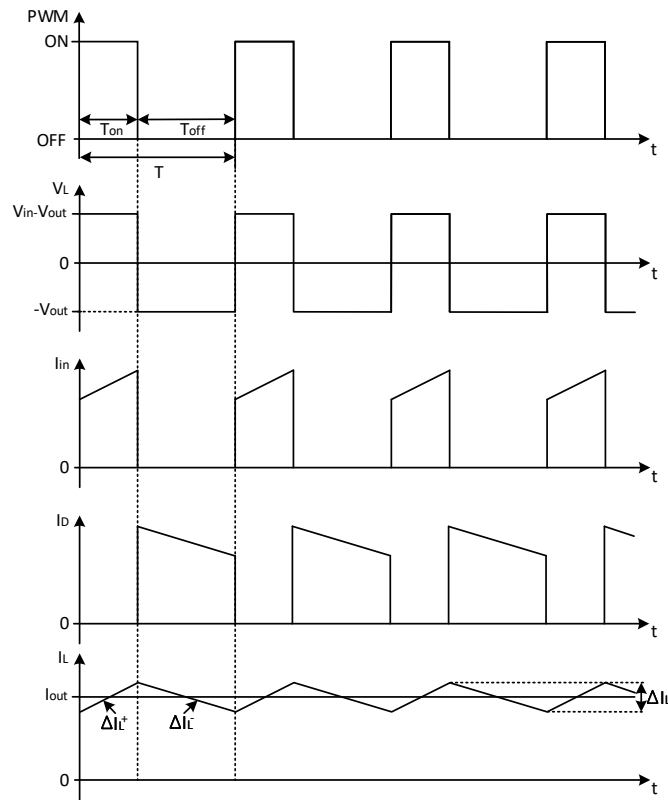 PWM
ON
Ton
Toff
OFF
t
T
VL
Vin-Vout
0
t
-Vout
Iin
0
t
ID
0
t
IL
Iout
ΔIL+
ΔIL-
ΔIL
0
t